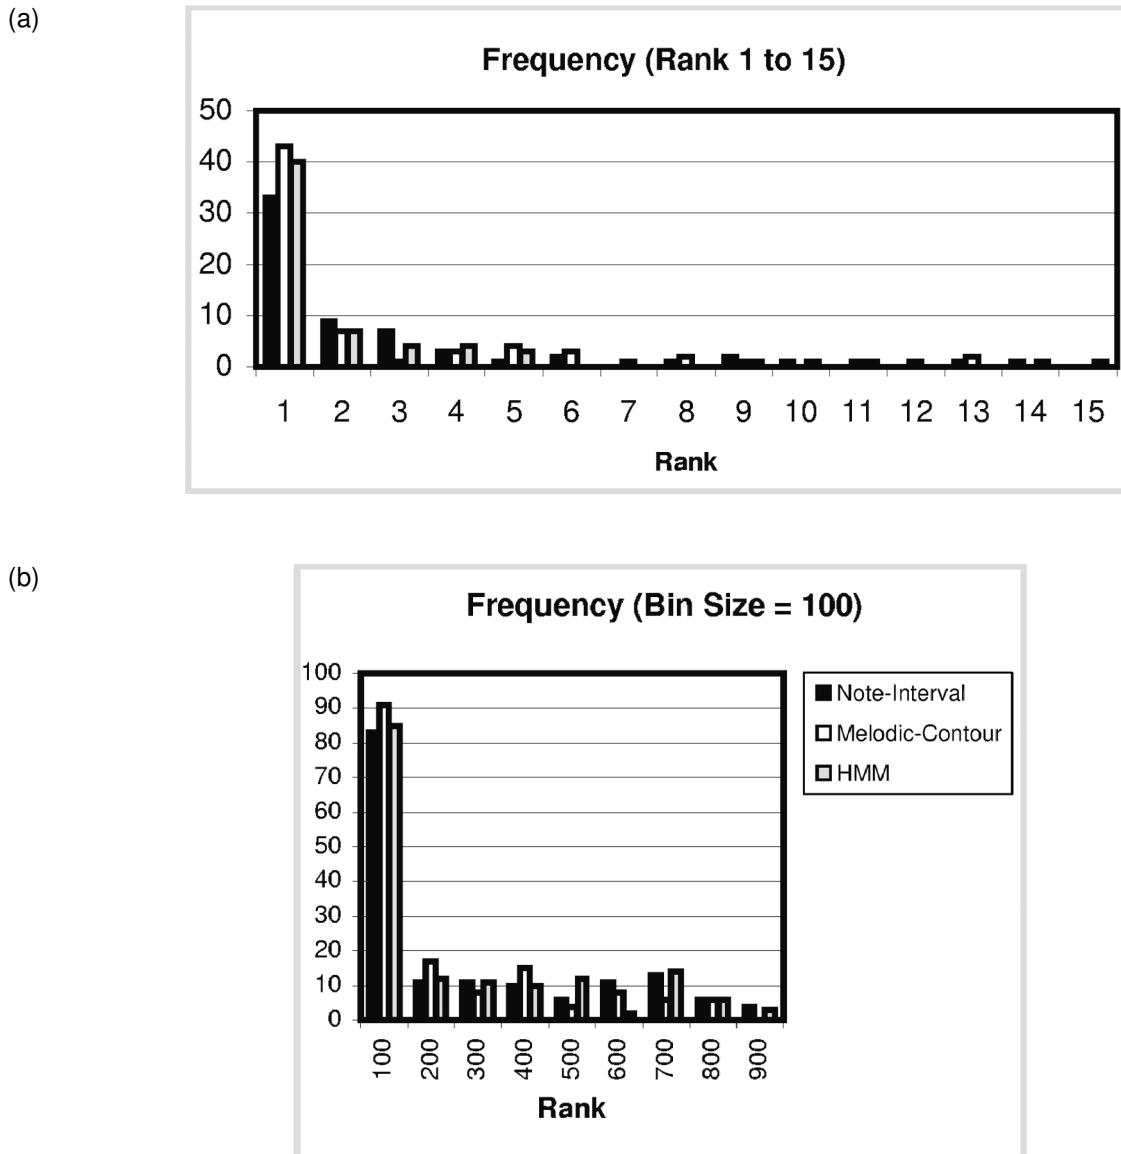 (a)
Frequency (Rank 1 to 15)
50
40
30
20
10
0
1 2 3 4 5 6 7 8 9 10 11 12 13 14 15
Rank
(b)
Frequency (Bin Size = 100)
100
90
80
70
60
50
40
30
20
10
0
100 200 300 400 500 600 700 800 900
Rank
Note-Interval
Melodic-Contour
HMM